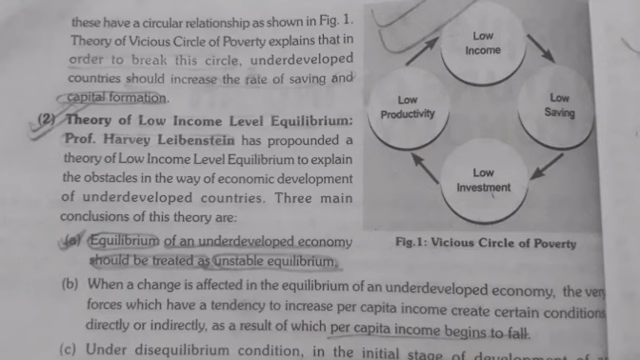 these have a circular relationship as shown in Fig. 1.
Theory of Vicious Circle of Poverty explains that in
order to break this circle, underdeveloped
countries should increase the rate of saving and
capital formation.
(2) Theory of Low Income Level Equilibrium:
Prof. Harvey Leibenstein has propounded a
theory of Low Income Level Equilibrium to explain
the obstacles in the way of economic development
of underdeveloped countries. Three main
conclusions of this theory are:
(a) Equilibrium of an underdeveloped economy
should be treated as unstable equilibrium.
Low
Income
Low
Saving
Low
Investment
Low
Productivity
Fig.1: Vicious Circle of Poverty
(b) When a change is affected in the equilibrium of an underdeveloped economy, the very
forces which have a tendency to increase per capita income create certain conditions
directly or indirectly, as a result of which per capita income begins to fall.
(c) Under disequilibrium condition, in the initial stage of development of